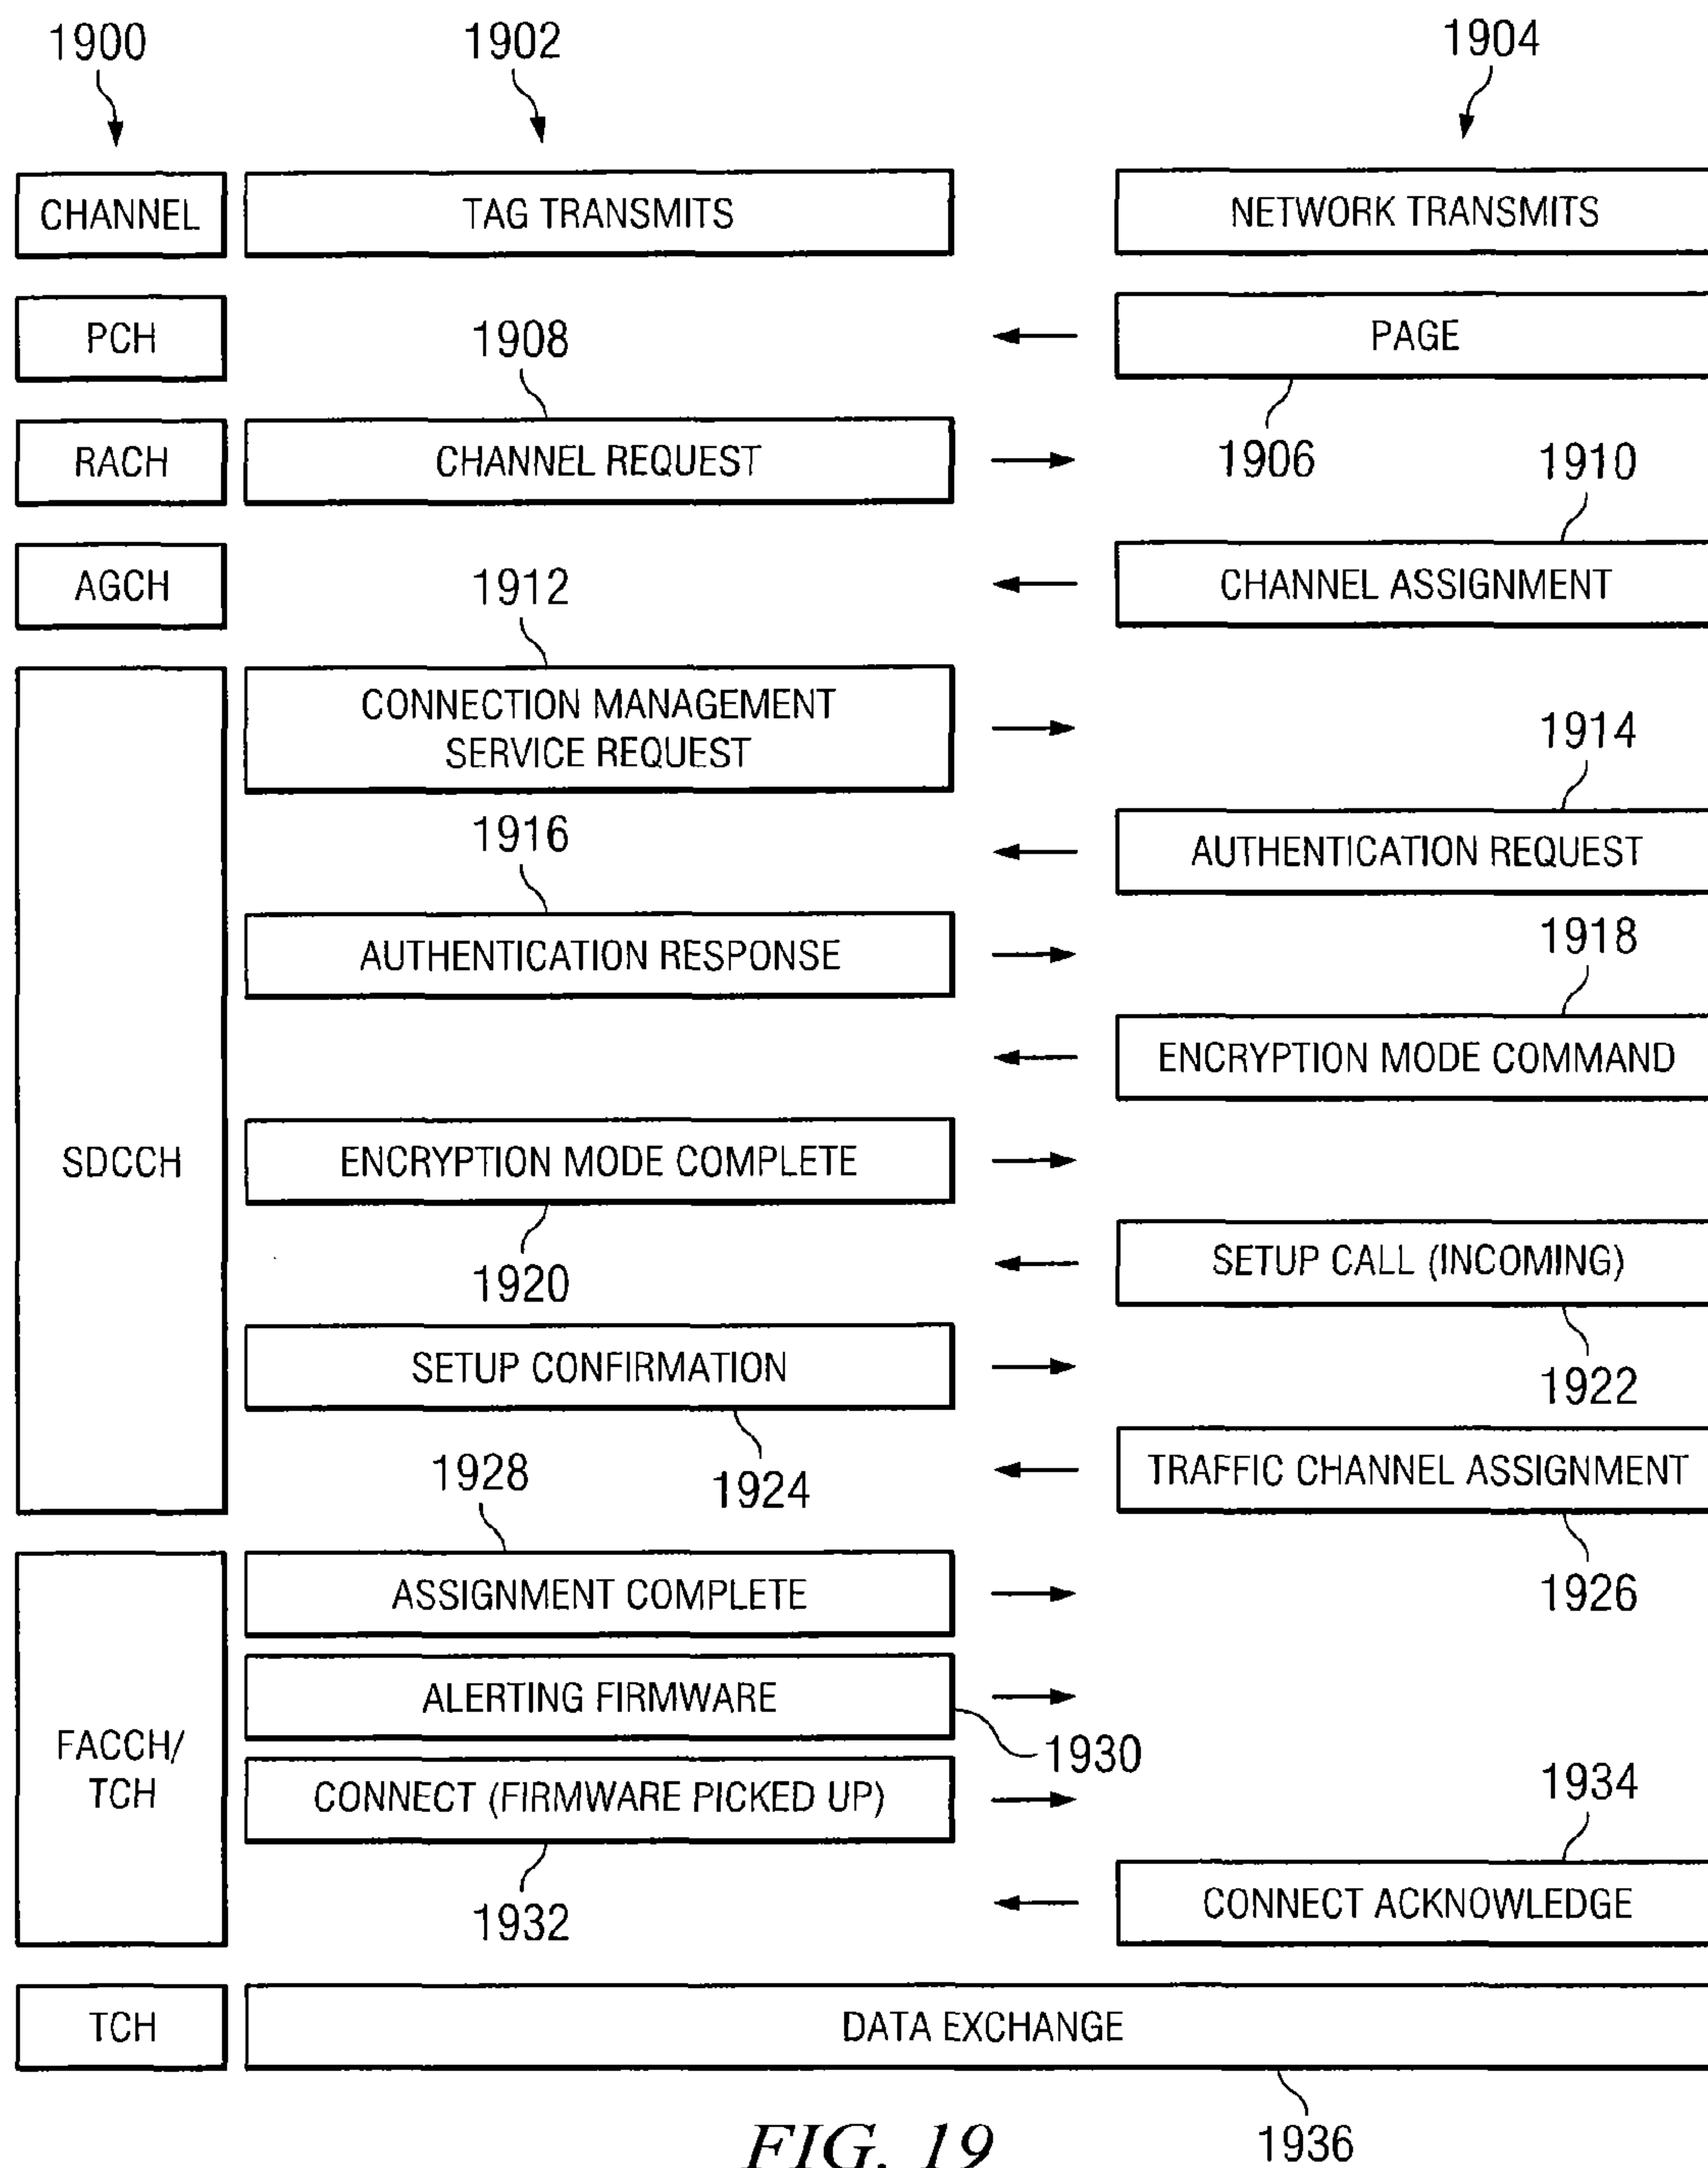 1900
1902
1904
CHANNEL
TAG TRANSMITS
NETWORK TRANSMITS
PCH
1908
PAGE
RACH
CHANNEL REQUEST
1906
1910
AGCH
1912
CHANNEL ASSIGNMENT
CONNECTION MANAGEMENT
SERVICE REQUEST
1914
1916
AUTHENTICATION REQUEST
AUTHENTICATION RESPONSE
1918
ENCRYPTION MODE COMMAND
SDCCH
ENCRYPTION MODE COMPLETE
1920
SETUP CALL (INCOMING)
SETUP CONFIRMATION
1922
1928
1924
TRAFFIC CHANNEL ASSIGNMENT
ASSIGNMENT COMPLETE
1926
ALERTING FIRMWARE
FACCH/
TCH
1930
CONNECT (FIRMWARE PICKED UP)
1934
1932
CONNECT ACKNOWLEDGE
TCH
DATA EXCHANGE
FIG. 19
1936